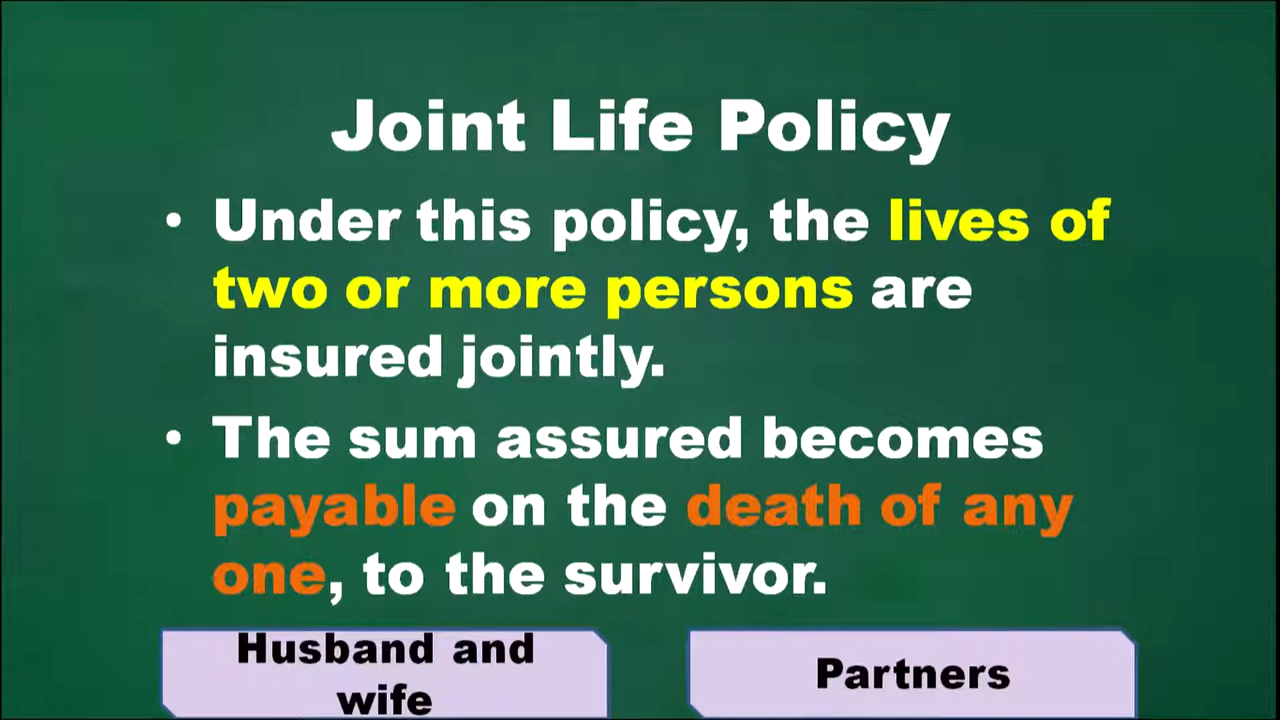 Joint Life Policy
• Under this policy, the lives of
two or more persons are
insured jointly.
• The sum assured becomes
payable on the death of any
one, to the survivor.
Husband and
wife
Partners